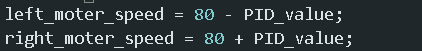 left_moter_speed = 80 - PID_value;
right_moter_speed = 80 + PID_value;